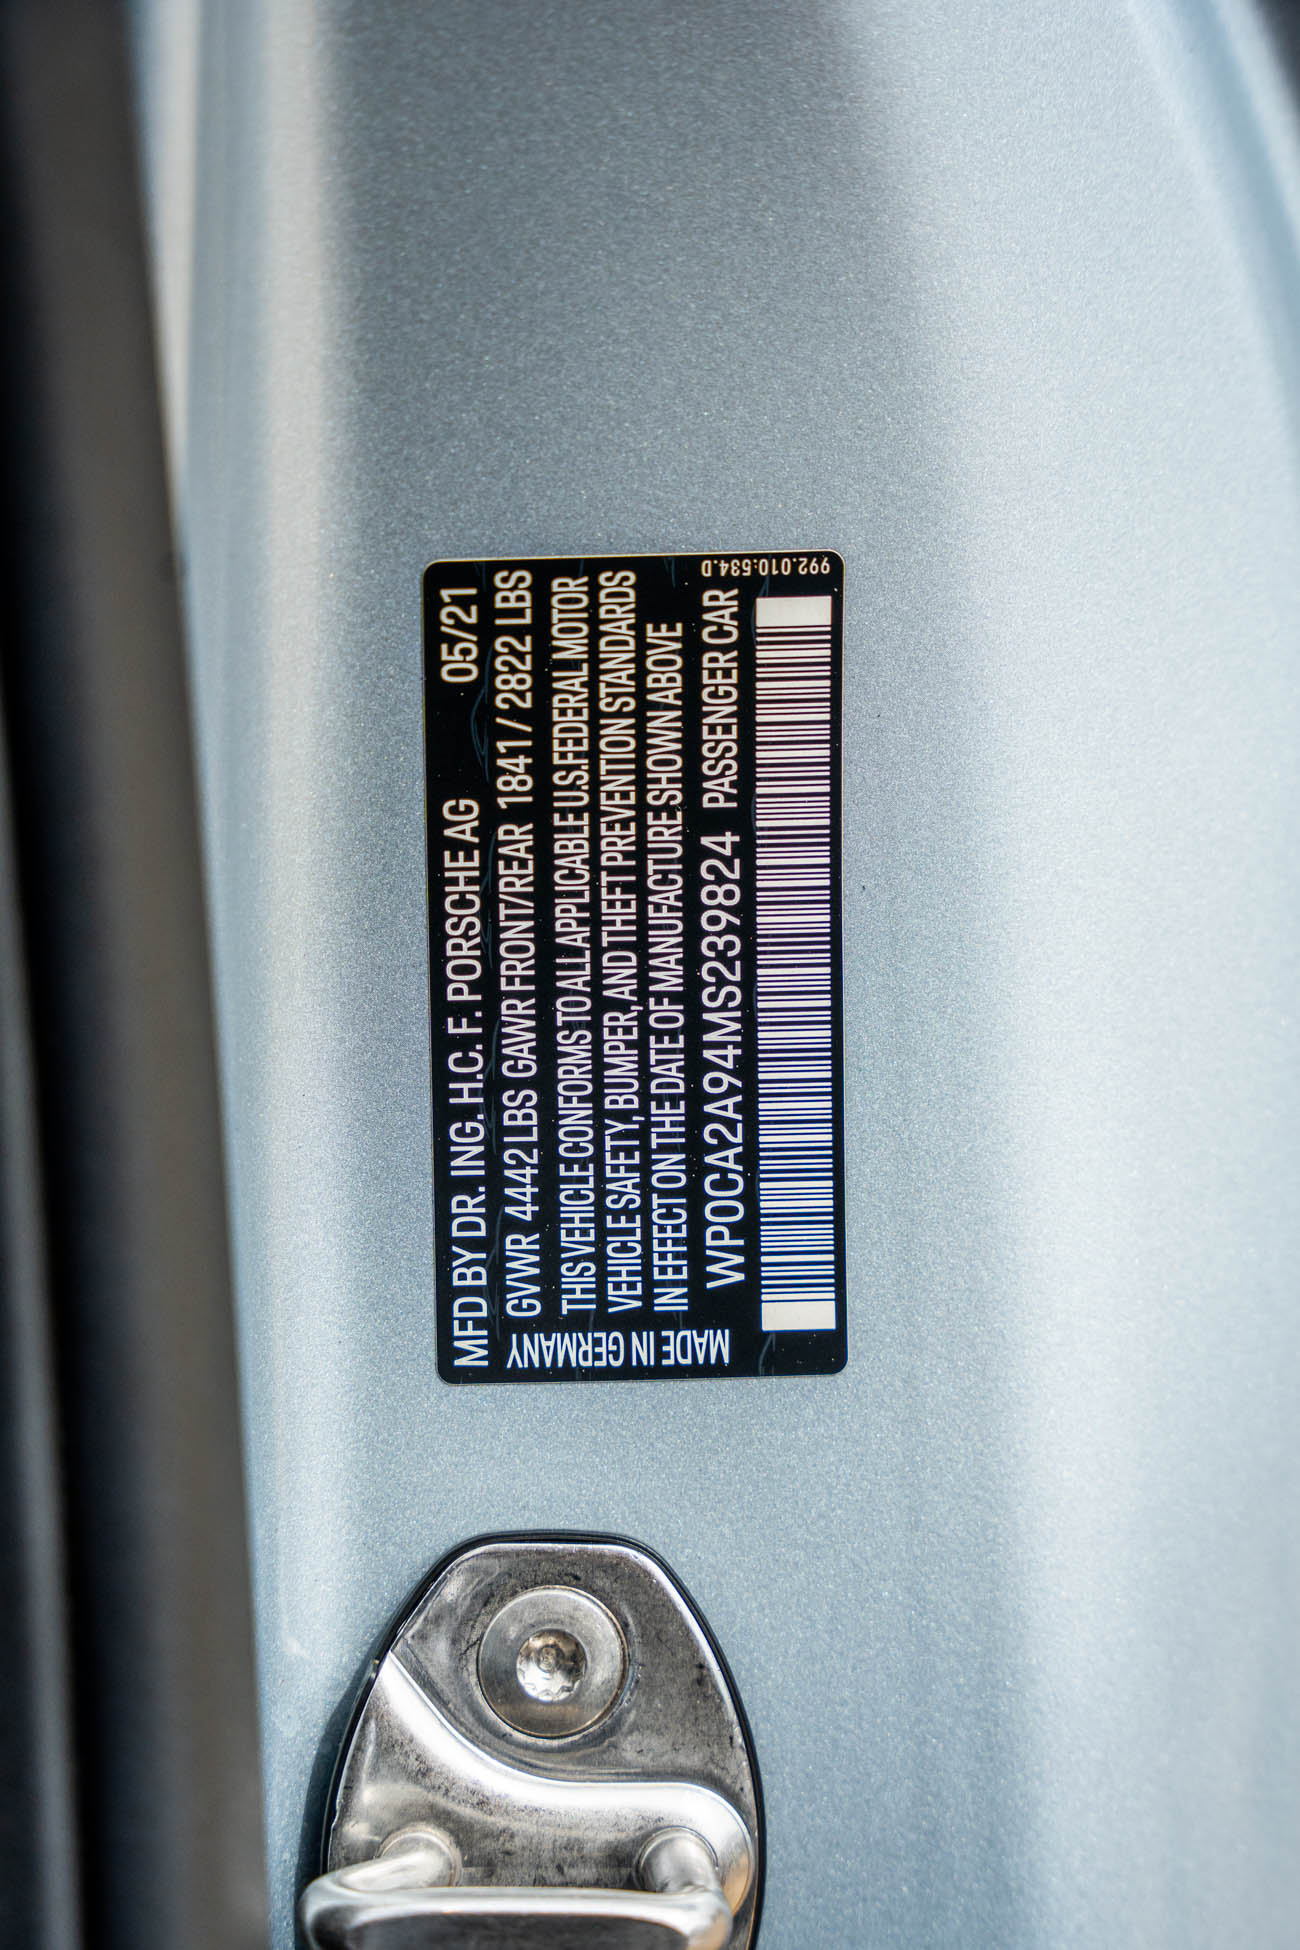 MFD BY DR. ING. H.C. F. PORSCHE AG 05/21
GVWR 4442 LBS GAWR FRONT/REAR 1841 / 2822 LBS
THIS VEHICLE CONFORMS TO ALL APPLICABLE U.S.FEDERAL MOTOR
VEHICLE SAFETY, BUMPER, AND THEFT PREVENTION STANDARDS
IN EFFECT ON THE DATE OF MANUFACTURE SHOWN ABOVE
WP0CA2A94MS239824 PASSENGER CAR
MADE IN GERMANY
992.010.534.D